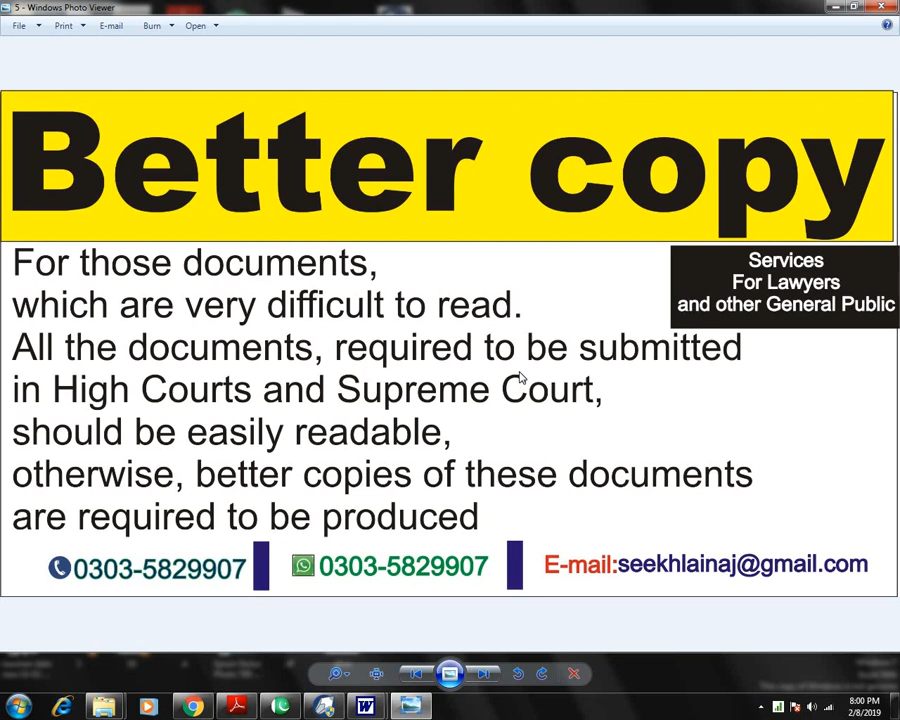 5 - Windows Photo Viewer
File Print E-mail Burn Open
Better copy
For those documents,
which are very difficult to read.
All the documents, required to be submitted
in High Courts and Supreme Court,
should be easily readable,
otherwise, better copies of these documents
are required to be produced
Services
For Lawyers
and other General Public
0303-5829907
0303-5829907
E-mail:seekhlainaj@gmail.com
8:00 PM
2/8/2019